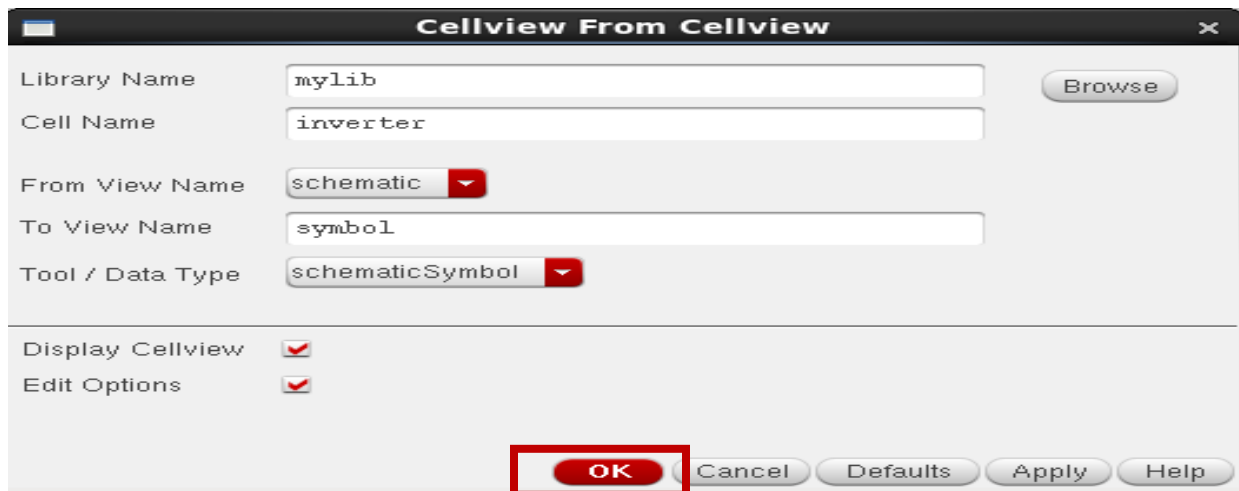 Cellview From Cellview
Library Name mylib Browse
Cell Name inverter
From View Name schematic
To View Name symbol
Tool / Data Type schematicSymbol
Display Cellview
Edit Options
OK Cancel Defaults Apply Help